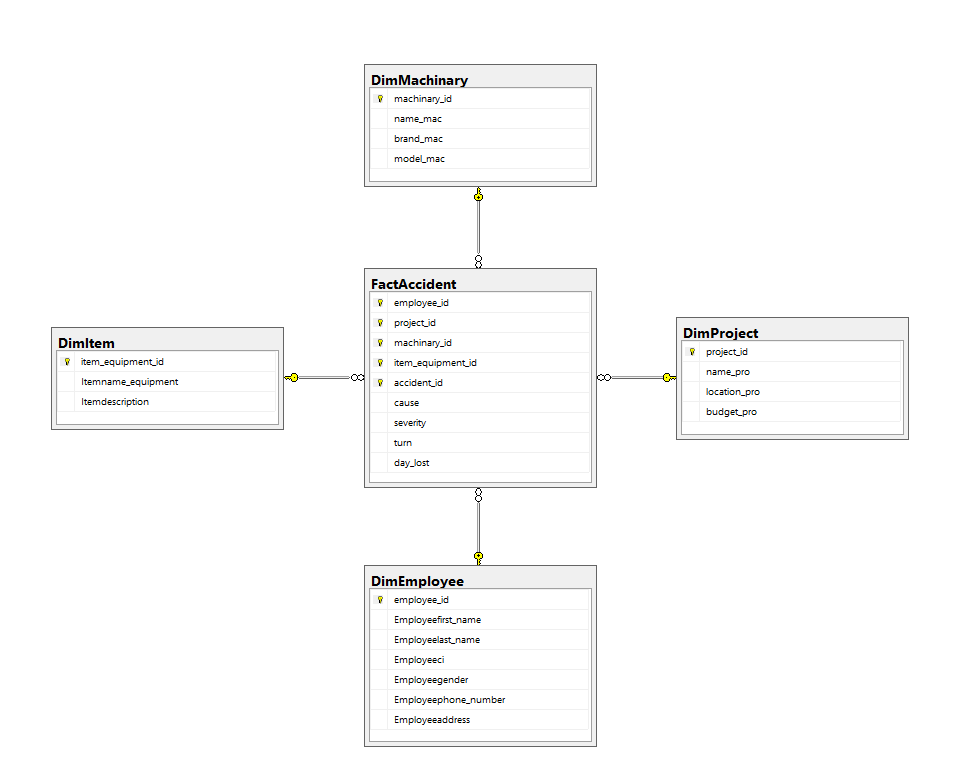 DimMachinary
machinary_id
name_mac
brand_mac
model_mac
FactAccident
employee_id
project_id
machinary_id
item_equipment_id
accident_id
cause
severity
turn
day_lost
DimItem
item_equipment_id
Itemname_equipment
Itemdescription
DimProject
project_id
name_pro
location_pro
budget_pro
DimEmployee
employee_id
Employeefirst_name
Employeelast_name
Employeeci
Employeegender
Employeephone_number
Employeeaddress